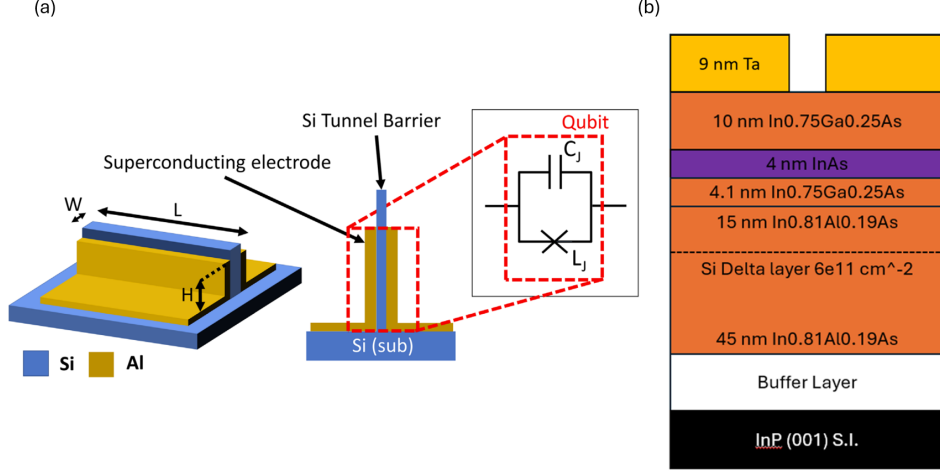 (a)
Si Tunnel Barrier
Superconducting electrode
Qubit
C_J
L_J
W
L
H
Si (sub)
Si
Al
(b)
9 nm Ta
10 nm In0.75Ga0.25As
4 nm InAs
4.1 nm In0.75Ga0.25As
15 nm In0.81Al0.19As
Si Delta layer 6e11 cm^-2
45 nm In0.81Al0.19As
Buffer Layer
InP (001) S.I.